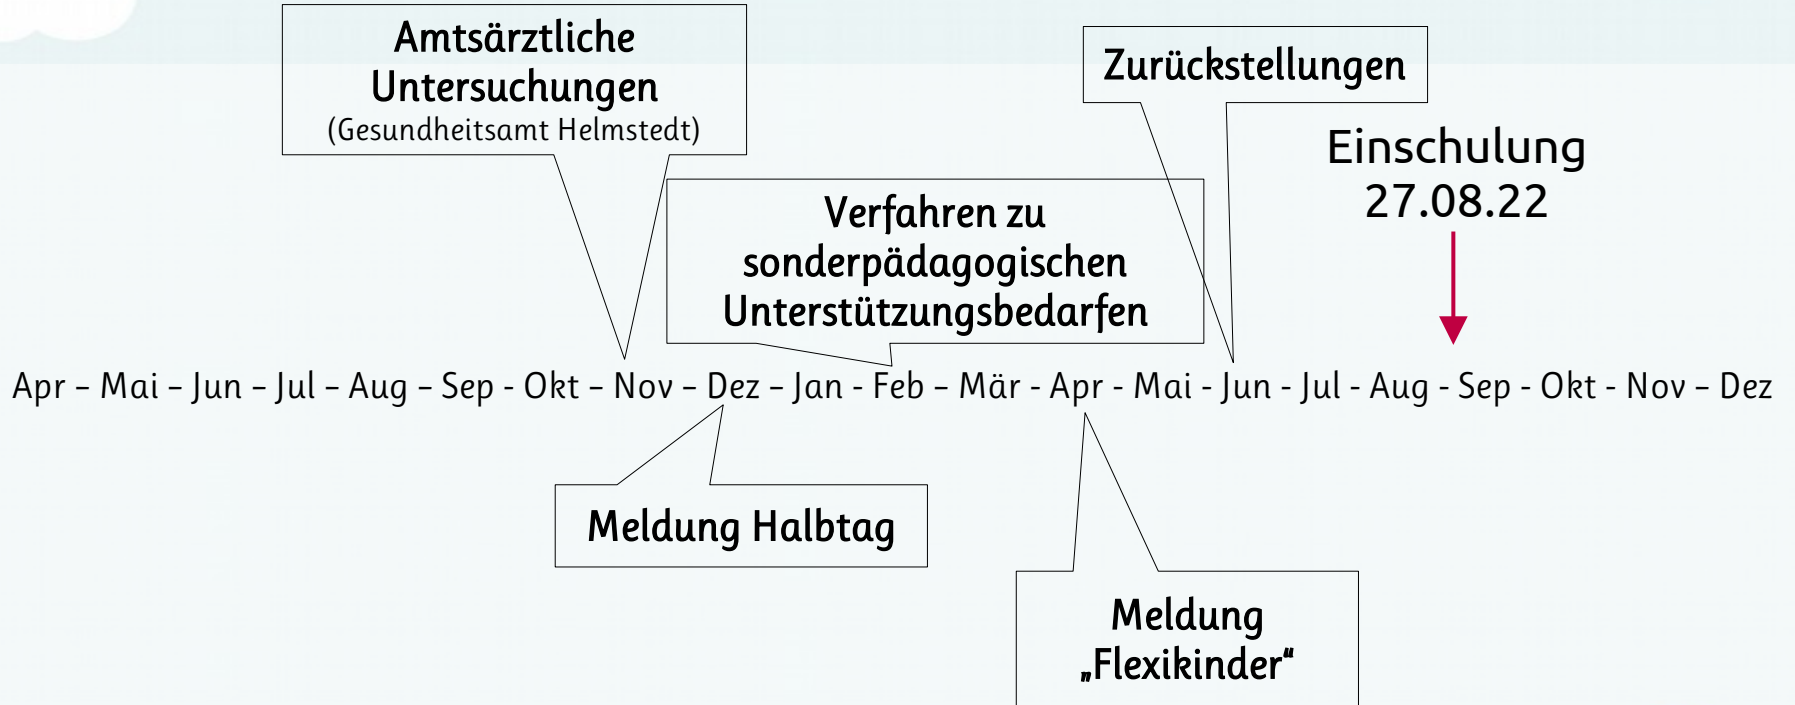 Amtsärztliche
Untersuchungen
(Gesundheitsamt Helmstedt)
Zurückstellungen
Einschulung
27.08.22
Verfahren zu
sonderpädagogischen
Unterstützungsbedarfen
Apr – Mai – Jun – Jul – Aug – Sep - Okt – Nov – Dez – Jan - Feb – Mär - Apr - Mai - Jun - Jul - Aug - Sep - Okt - Nov – Dez
Meldung Halbtag
Meldung
„Flexikinder“